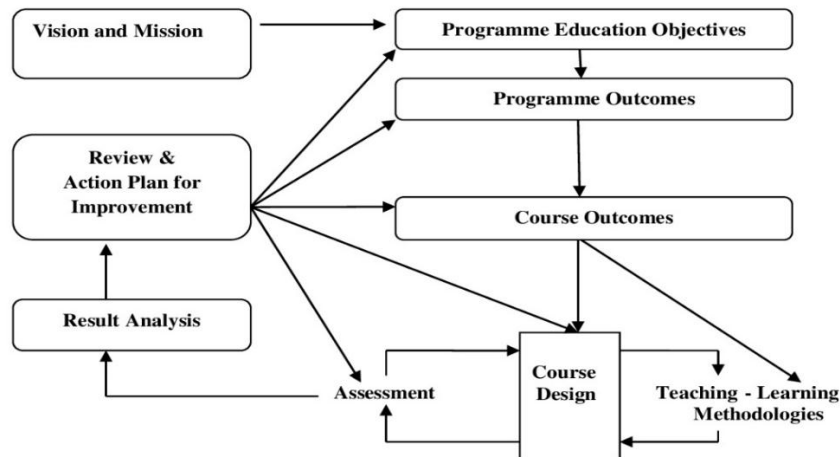 Vision and Mission
Programme Education Objectives
Programme Outcomes
Review &
Action Plan for
Improvement
Course Outcomes
Result Analysis
Assessment
Course
Design
Teaching - Learning
Methodologies